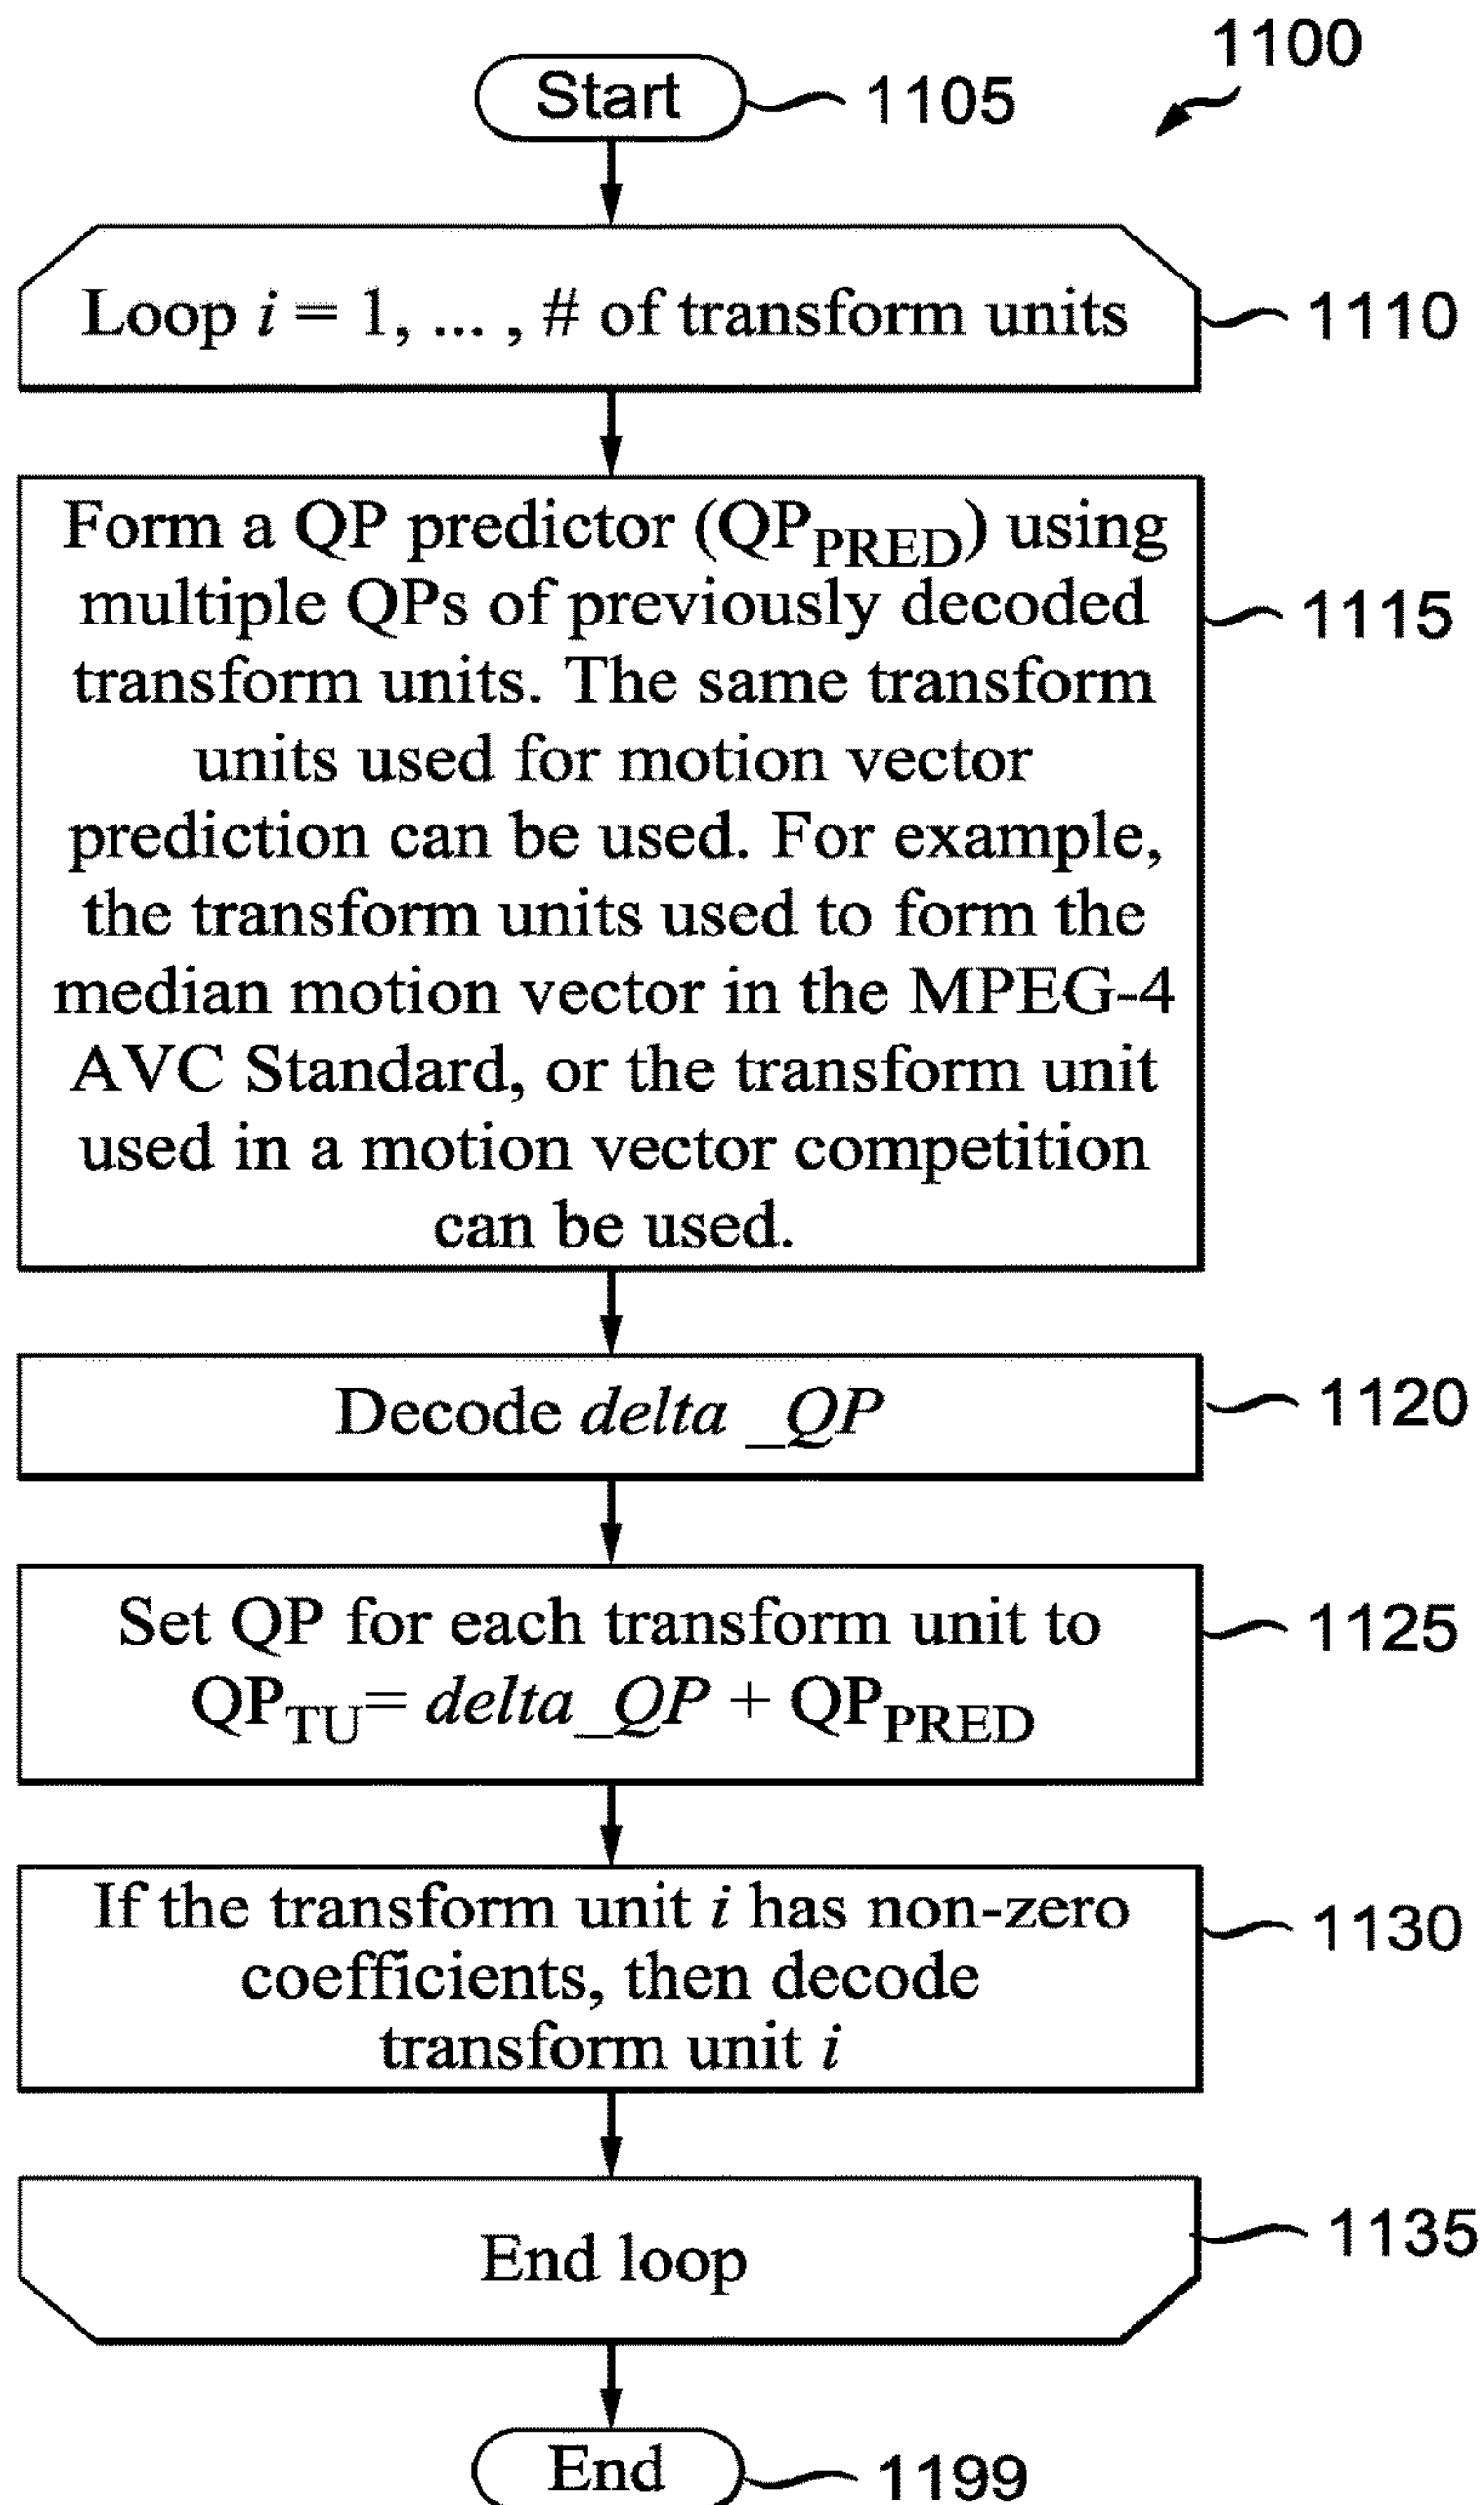 1100
Start
1105
Loop i = 1, ... , # of transform units
1110
Form a QP predictor (QPPRED) using
multiple QPs of previously decoded
transform units. The same transform
units used for motion vector
prediction can be used. For example,
the transform units used to form the
median motion vector in the MPEG-4
AVC Standard, or the transform unit
used in a motion vector competition
can be used.
1115
Decode delta _QP
1120
Set QP for each transform unit to
QPTU= delta_QP + QPPRED
1125
If the transform unit i has non-zero
coefficients, then decode
transform unit i
1130
End loop
1135
End
1199